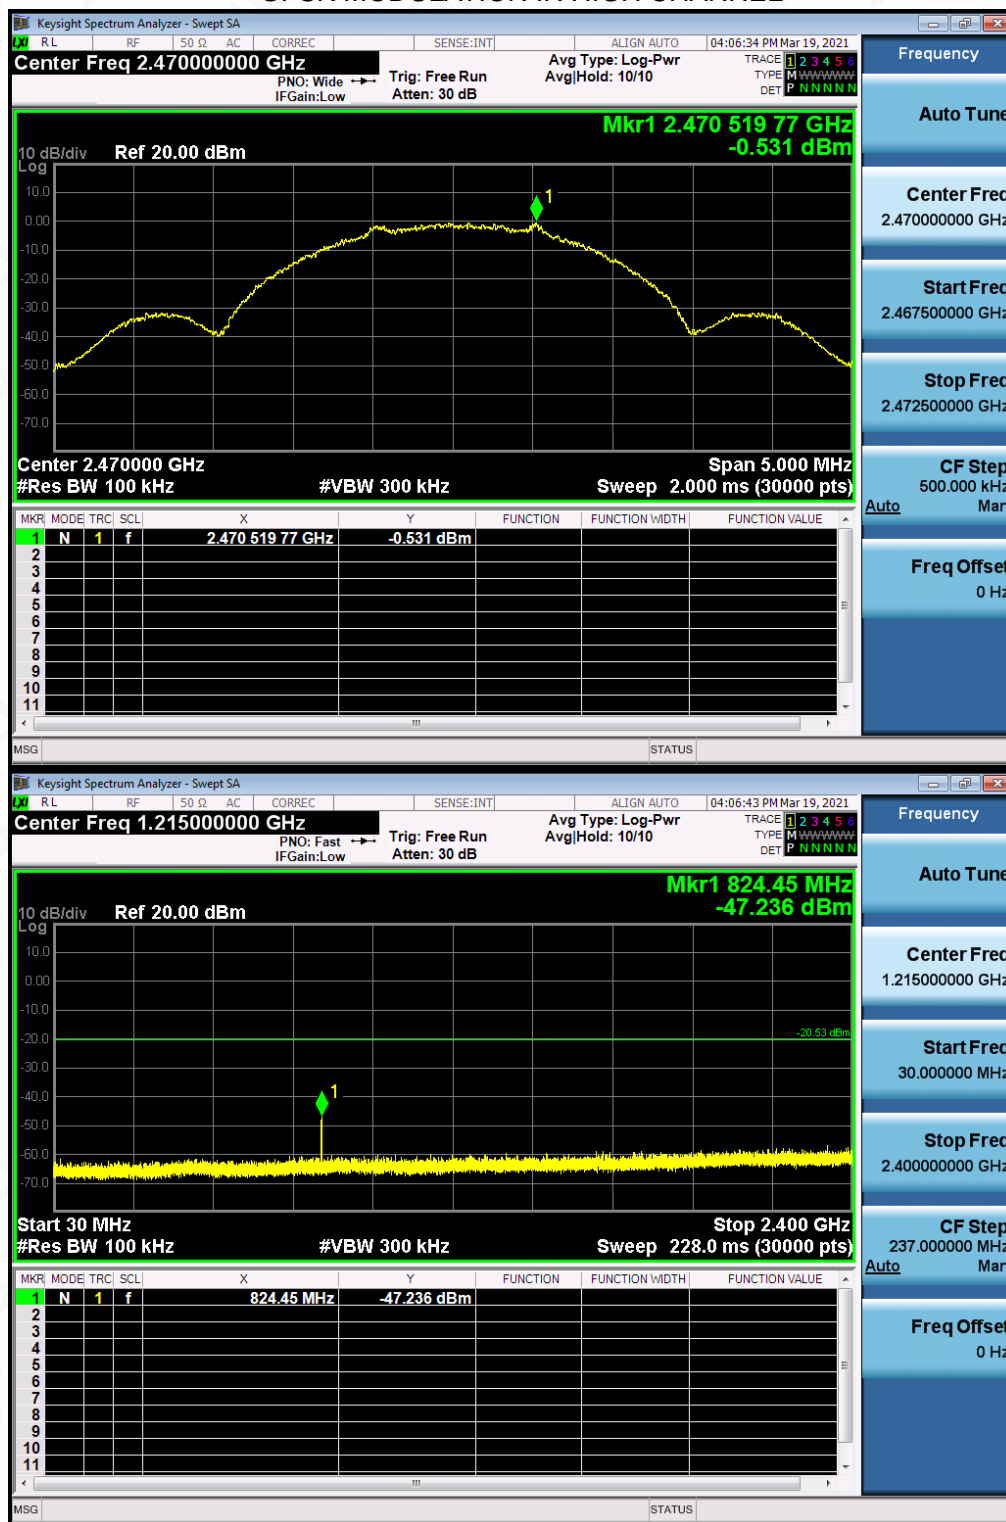 Keysight Spectrum Analyzer - Swept SA
LXI RL RF 50 Ω AC CORREC SENSE:INT ALIGN AUTO 04:06:34 PM Mar 19, 2021
Center Freq 2.470000000 GHz
PNO: Wide
IFGain:Low
Trig: Free Run
Atten: 30 dB
Avg Type: Log-Pwr
Avg|Hold: 10/10
TRACE 1 2 3 4 5 6
TYPE M WWWWW
DET P N N N N N
Mkr1 2.470 519 77 GHz
-0.531 dBm
10 dB/div Ref 20.00 dBm
Log
10.0
0.00
-10.0
-20.0
-30.0
-40.0
-50.0
-60.0
-70.0
1
Center 2.470000 GHz Span 5.000 MHz
#Res BW 100 kHz #VBW 300 kHz Sweep 2.000 ms (30000 pts)
MKR MODE TRC SCL X Y FUNCTION FUNCTION WIDTH FUNCTION VALUE
1 N 1 f 2.470 519 77 GHz -0.531 dBm
2
3
4
5
6
7
8
9
10
11
MSG STATUS
Frequency
Auto Tune
Center Freq
2.470000000 GHz
Start Freq
2.467500000 GHz
Stop Freq
2.472500000 GHz
CF Step
500.000 kHz
Auto Man
Freq Offset
0 Hz
Keysight Spectrum Analyzer - Swept SA
LXI RL RF 50 Ω AC CORREC SENSE:INT ALIGN AUTO 04:06:43 PM Mar 19, 2021
Center Freq 1.215000000 GHz
PNO: Fast
IFGain:Low
Trig: Free Run
Atten: 30 dB
Avg Type: Log-Pwr
Avg|Hold: 10/10
TRACE 1 2 3 4 5 6
TYPE M WWWWW
DET P N N N N N
Mkr1 824.45 MHz
-47.236 dBm
10 dB/div Ref 20.00 dBm
Log
10.0
0.00
-10.0
-20.0
-30.0
-40.0
-50.0
-60.0
-70.0
-20.53 dBm
1
Start 30 MHz Stop 2.400 GHz
#Res BW 100 kHz #VBW 300 kHz Sweep 228.0 ms (30000 pts)
MKR MODE TRC SCL X Y FUNCTION FUNCTION WIDTH FUNCTION VALUE
1 N 1 f 824.45 MHz -47.236 dBm
2
3
4
5
6
7
8
9
10
11
MSG STATUS
Frequency
Auto Tune
Center Freq
1.215000000 GHz
Start Freq
30.000000 MHz
Stop Freq
2.400000000 GHz
CF Step
237.000000 MHz
Auto Man
Freq Offset
0 Hz